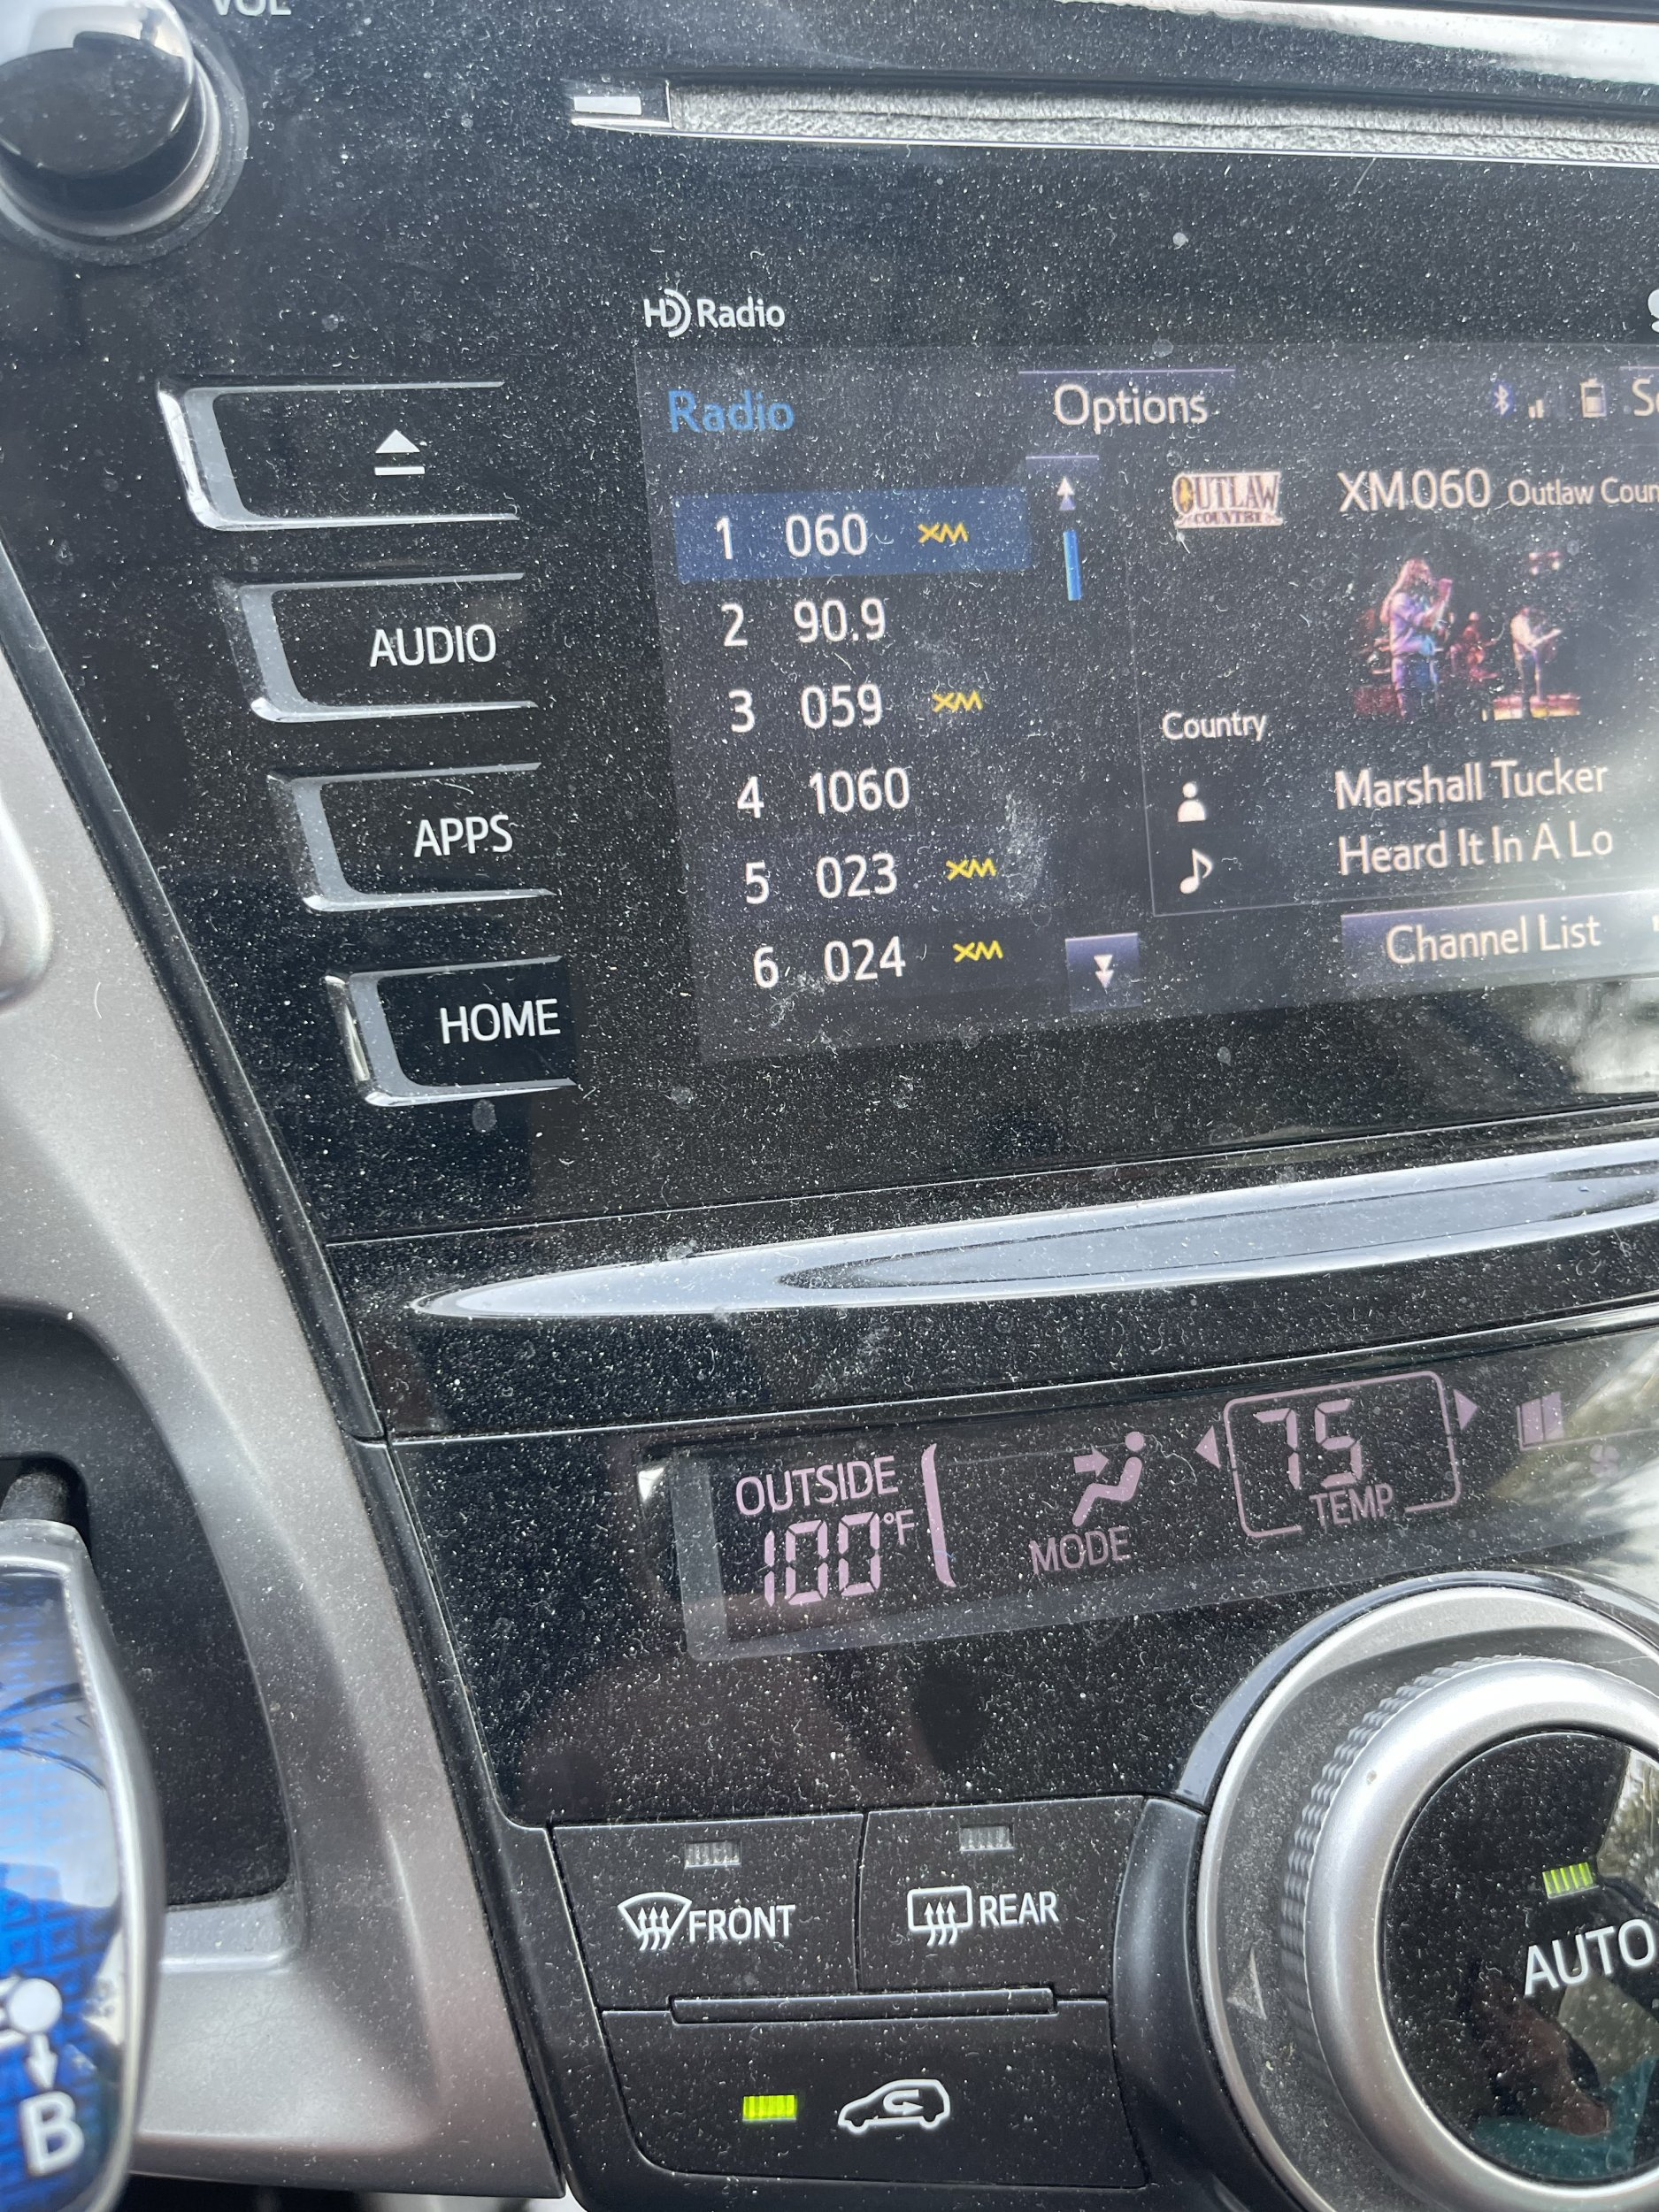 VOL
HD Radio
Radio
Options
1 060 XM
2 90.9
3 059 XM
4 1060
5 023 XM
6 024 XM
OUTLAW
COUNTRY
XM060 Outlaw Coun
Country
Marshall Tucker
Heard It In A Lo
Channel List
AUDIO
APPS
HOME
OUTSIDE
100°F
MODE
75
TEMP
FRONT
REAR
AUTO
B